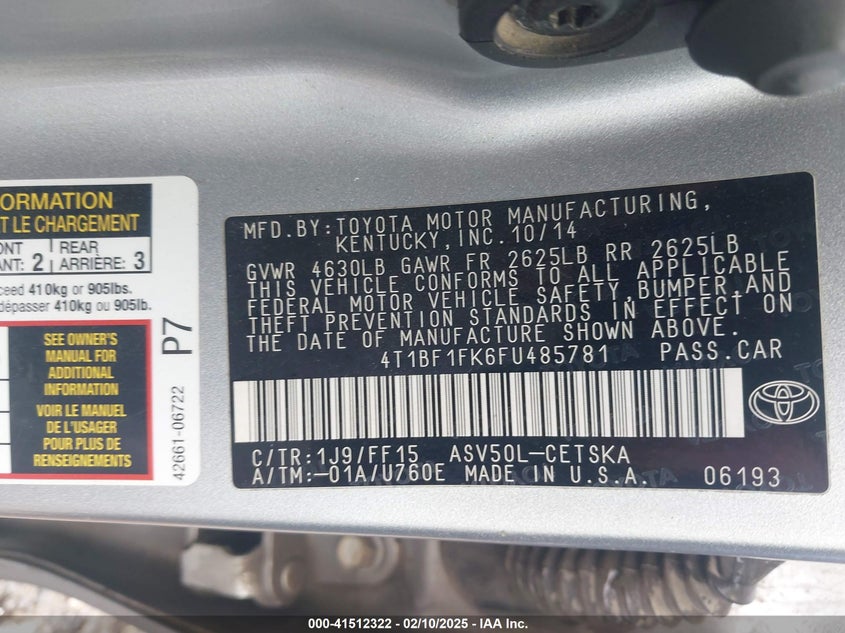 ORMATION
T LE CHARGEMENT
ONT REAR
ANT: 2 ARRIÈRE: 3
ceed 410kg or 905lbs.
dépasser 410kg ou 905lb.
SEE OWNER'S
MANUAL FOR
ADDITIONAL
INFORMATION
VOIR LE MANUEL
DE L'USAGER
POUR PLUS DE
RENSEIGNEMENTS
P7
42661-06722
MFD.BY:TOYOTA MOTOR MANUFACTURING,
KENTUCKY,INC.10/14
GVWR 4630LB GAWR FR 2625LB RR 2625LB
THIS VEHICLE CONFORMS TO ALL APPLICABLE
FEDERAL MOTOR VEHICLE SAFETY,BUMPER,AND
THEFT PREVENTION STANDARDS IN EFFECT ON
THE DATE OF MANUFACTURE SHOWN ABOVE.
4T1BF1FK6FU485781 PASS.CAR
C/TR:1J9/FF15 ASV50L-CETSKA
A/TM:-01A/U760E MADE IN U.S.A. 06193
000-41512322 / 02/10/2025 - IAA Inc.